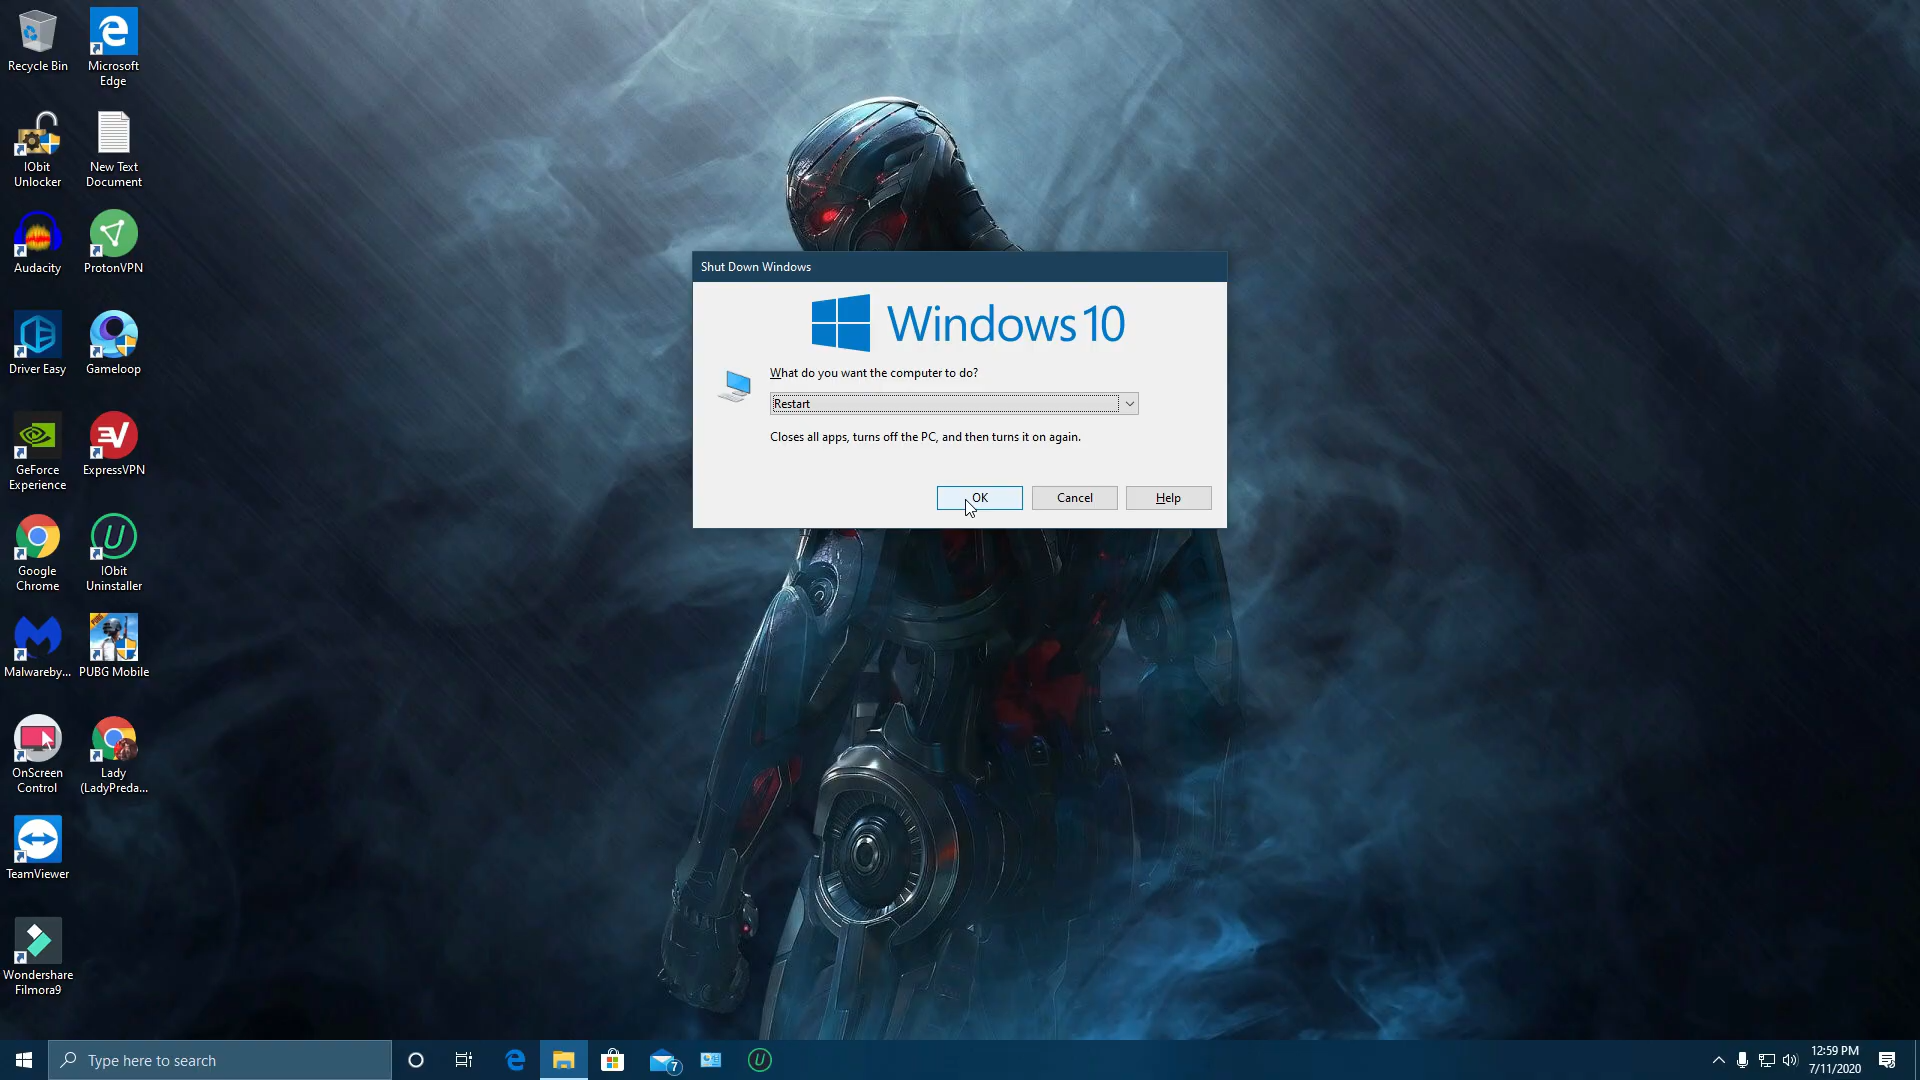 Recycle Bin
Microsoft
Edge
IObit
Unlocker
New Text
Document
Audacity
ProtonVPN
Driver Easy
Gameloop
GeForce
Experience
ExpressVPN
Google
Chrome
IObit
Uninstaller
Malwareby...
PUBG Mobile
OnScreen
Control
Lady
(LadyPreda...
TeamViewer
Wondershare
Filmora9
Shut Down Windows
Windows 10
What do you want the computer to do?
Restart
Closes all apps, turns off the PC, and then turns it on again.
OK
Cancel
Help
Type here to search
7
12:59 PM
7/11/2020